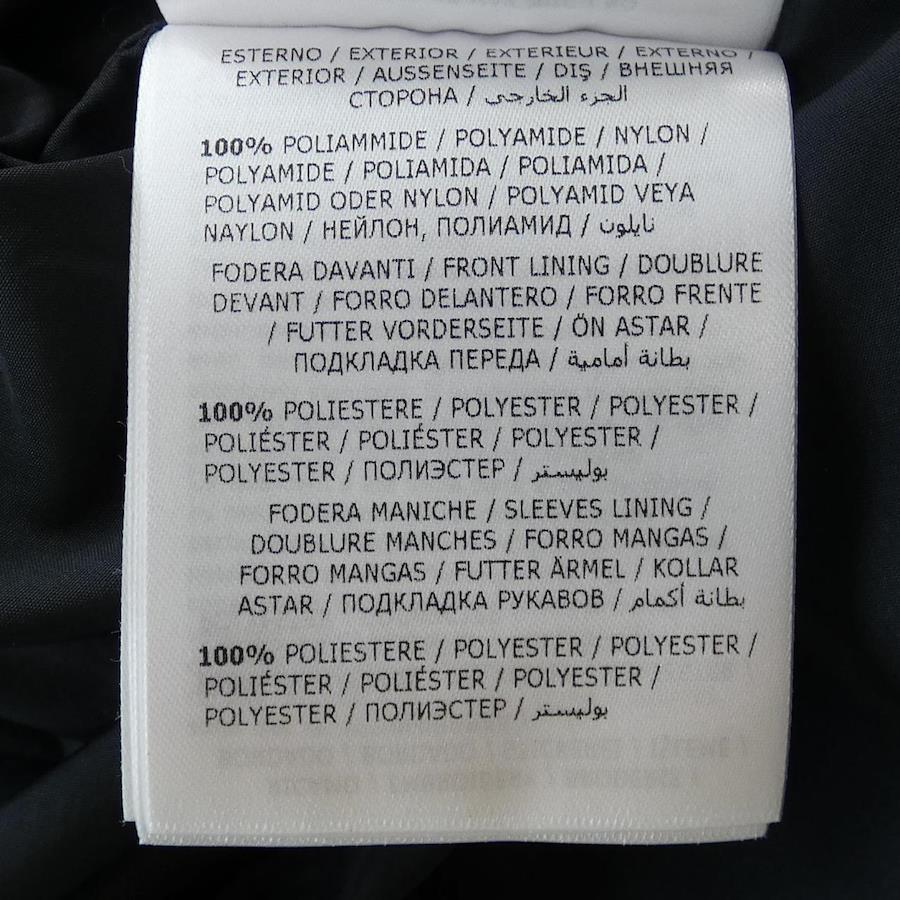 ESTERNO / EXTERIOR / EXTERIEUR / EXTERNO /
EXTERIOR / AUSSENSEITE / DIŞ / ВНЕШНЯЯ
СТОРОНА / الجزء الخارجي
100% POLIAMMIDE / POLYAMIDE / NYLON /
POLYAMIDE / POLIAMIDA / POLIAMIDA /
POLYAMID ODER NYLON / POLYAMID VEYA
NAYLON / НЕЙЛОН, ПОЛИАМИД / نايلون
FODERA DAVANTI / FRONT LINING / DOUBLURE
DEVANT / FORRO DELANTERO / FORRO FRENTE
/ FUTTER VORDERSEITE / ÖN ASTAR /
ПОДКЛАДКА ПЕРЕДА / بطانة أمامية
100% POLIESTERE / POLYESTER / POLYESTER /
POLIÉSTER / POLIÉSTER / POLYESTER /
POLYESTER / ПОЛИЭСТЕР / بوليستر
FODERA MANICHE / SLEEVES LINING /
DOUBLURE MANCHES / FORRO MANGAS /
FORRO MANGAS / FUTTER ÄRMEL / KOLLAR
ASTAR / ПОДКЛАДКА РУКАВОВ / بطانة أكمام
100% POLIESTERE / POLYESTER / POLYESTER /
POLIÉSTER / POLIÉSTER / POLYESTER /
POLYESTER / ПОЛИЭСТЕР / بوليستر